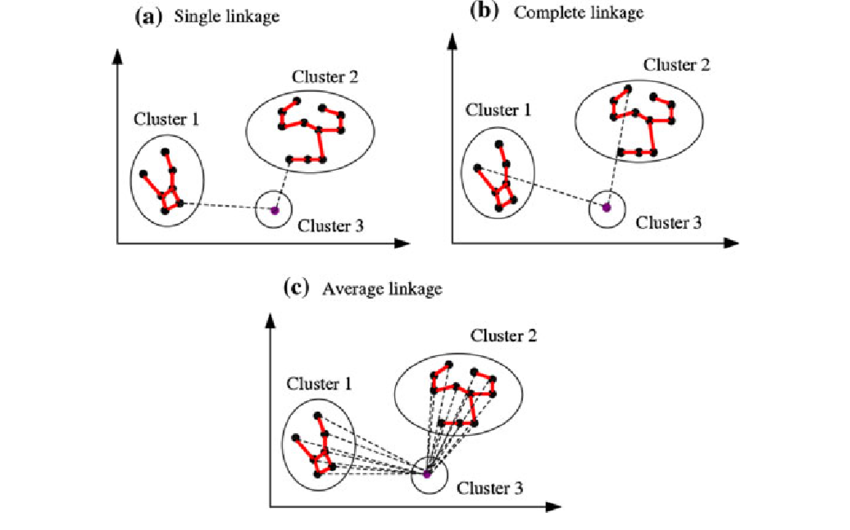 (a) Single linkage
Cluster 2
Cluster 1
Cluster 3
(b) Complete linkage
Cluster 2
Cluster 1
Cluster 3
(c) Average linkage
Cluster 2
Cluster 1
Cluster 3